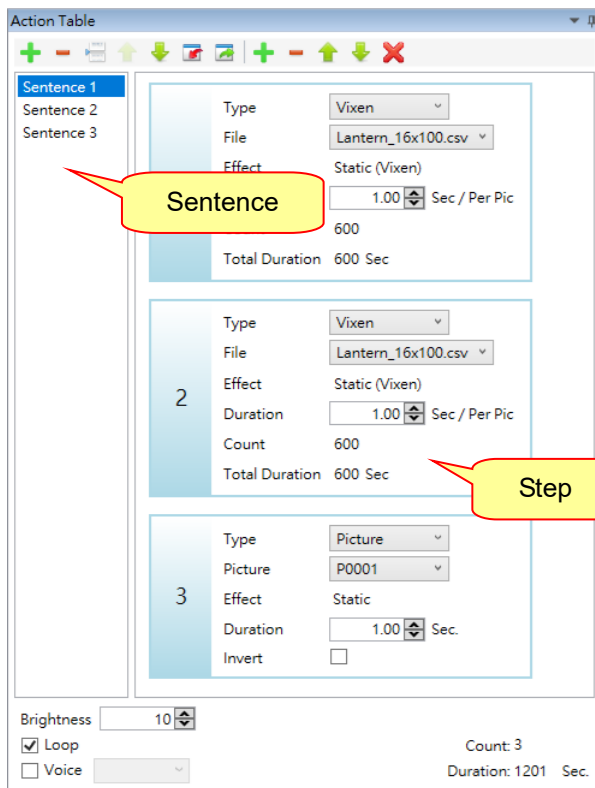 Action Table
Sentence 1
Sentence 2
Sentence 3
Type Vixen
File Lantern_16x100.csv
Effect Static (Vixen)
1.00 Sec / Per Pic
Sentence
600
Total Duration 600 Sec
2
Type Vixen
File Lantern_16x100.csv
Effect Static (Vixen)
Duration 1.00 Sec / Per Pic
Count 600
Total Duration 600 Sec
Step
3
Type Picture
Picture P0001
Effect Static
Duration 1.00 Sec.
Invert
Brightness 10
Loop
Count: 3
Voice
Duration: 1201 Sec.